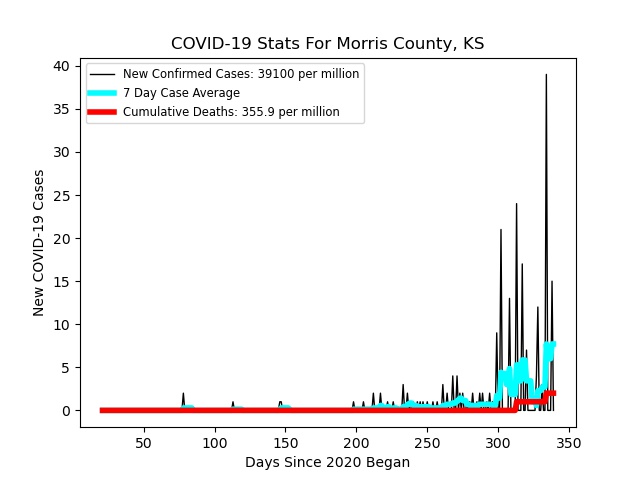 COVID-19 Stats For Morris County, KS
New Confirmed Cases: 39100 per million
7 Day Case Average
Cumulative Deaths: 355.9 per million
New COVID-19 Cases
40
35
30
25
20
15
10
5
0
50
100
150
200
250
300
350
Days Since 2020 Began